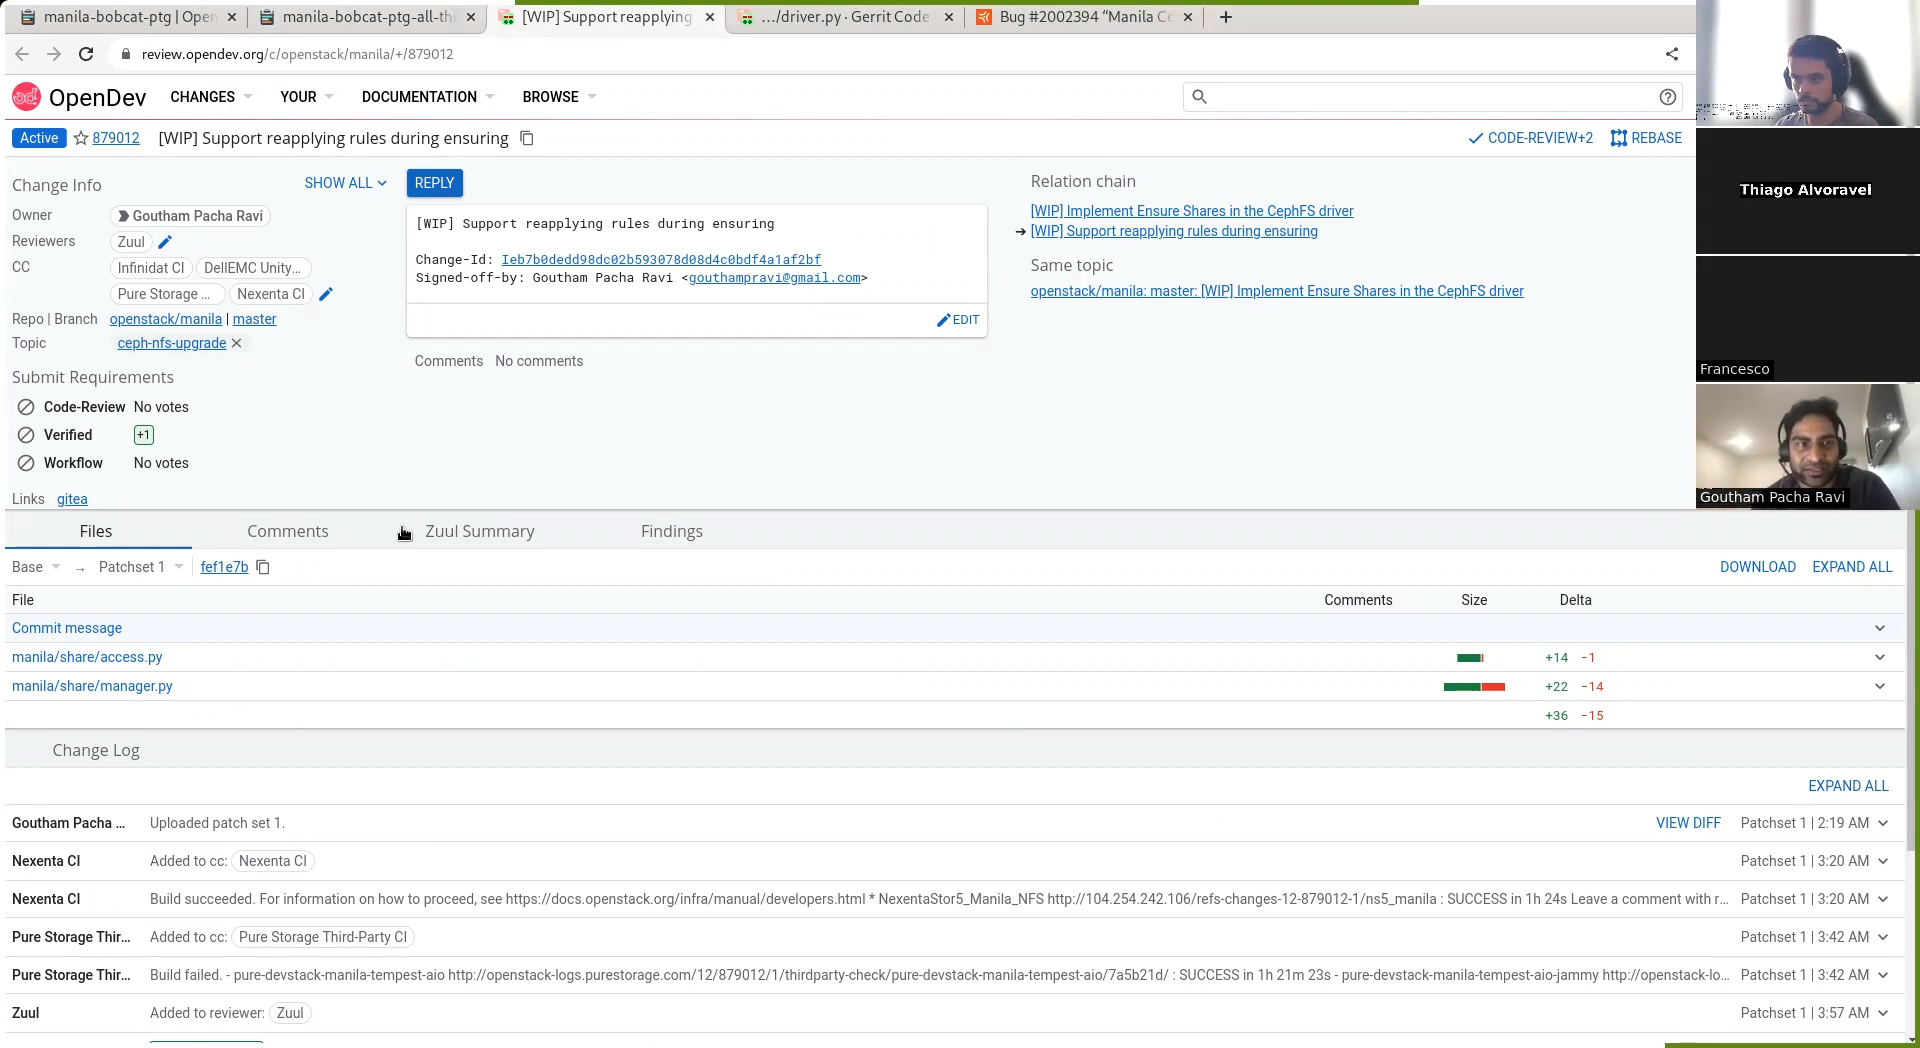 manila-bobcat-ptg | Open
manila-bobcat-ptg-all-thi
[WIP] Support reapplying
.../driver.py · Gerrit Code
Bug #2002394 “Manila Ce
review.opendev.org/c/openstack/manila/+/879012
OpenDev
CHANGES
YOUR
DOCUMENTATION
BROWSE
Active
879012
[WIP] Support reapplying rules during ensuring
CODE-REVIEW+2
REBASE
Change Info
SHOW ALL
Owner
Goutham Pacha Ravi
Reviewers
Zuul
CC
Infinidat CI
DellEMC Unity...
Pure Storage ...
Nexenta CI
Repo | Branch
openstack/manila | master
Topic
ceph-nfs-upgrade
Submit Requirements
Code-Review No votes
Verified +1
Workflow No votes
Links gitea
REPLY
[WIP] Support reapplying rules during ensuring
Change-Id: Ieb7b0dedd98dc02b593078d08d4c0bdf4a1af2bf
Signed-off-by: Goutham Pacha Ravi <gouthampravi@gmail.com>
EDIT
Comments No comments
Relation chain
[WIP] Implement Ensure Shares in the CephFS driver
→ [WIP] Support reapplying rules during ensuring
Same topic
openstack/manila: master: [WIP] Implement Ensure Shares in the CephFS driver
Thiago Alvoravel
Francesco
Goutham Pacha Ravi
Files
Comments
Zuul Summary
Findings
Base → Patchset 1 fef1e7b
DOWNLOAD
EXPAND ALL
File Comments Size Delta
Commit message
manila/share/access.py +14 −1
manila/share/manager.py +22 −14
+36 −15
Change Log
EXPAND ALL
Goutham Pacha ... Uploaded patch set 1. VIEW DIFF Patchset 1 | 2:19 AM
Nexenta CI Added to cc: Nexenta CI Patchset 1 | 3:20 AM
Nexenta CI Build succeeded. For information on how to proceed, see https://docs.openstack.org/infra/manual/developers.html * NexentaStor5_Manila_NFS http://104.254.242.106/refs-changes-12-879012-1/ns5_manila : SUCCESS in 1h 24s Leave a comment with r... Patchset 1 | 3:20 AM
Pure Storage Thir... Added to cc: Pure Storage Third-Party CI Patchset 1 | 3:42 AM
Pure Storage Thir... Build failed. - pure-devstack-manila-tempest-aio http://openstack-logs.purestorage.com/12/879012/1/thirdparty-check/pure-devstack-manila-tempest-aio/7a5b21d/ : SUCCESS in 1h 21m 23s - pure-devstack-manila-tempest-aio-jammy http://openstack-lo... Patchset 1 | 3:42 AM
Zuul Added to reviewer: Zuul Patchset 1 | 3:57 AM